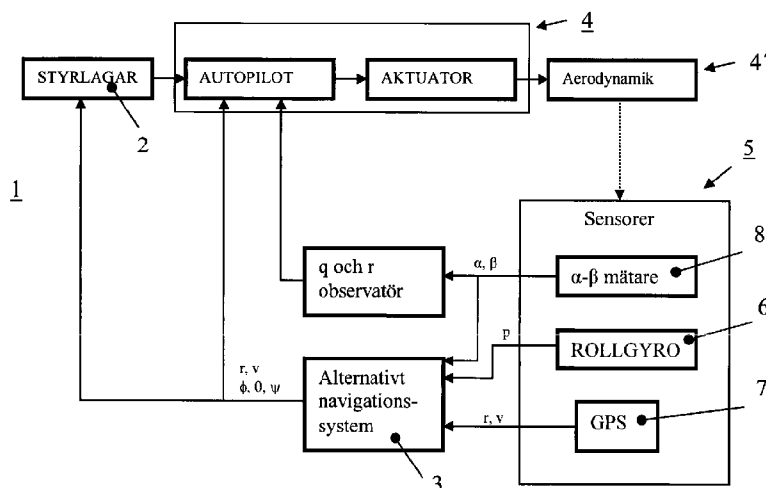 4
STYRLAGAR
AUTOPILOT
AKTUATOR
Aerodynamik
4'
2
1
5
Sensorer
q och r
observatör
α, β
α-β mätare
8
p
ROLLGYRO
6
r, v
ϕ, 0, ψ
Alternativt
navigations-
system
r, v
GPS
7
3